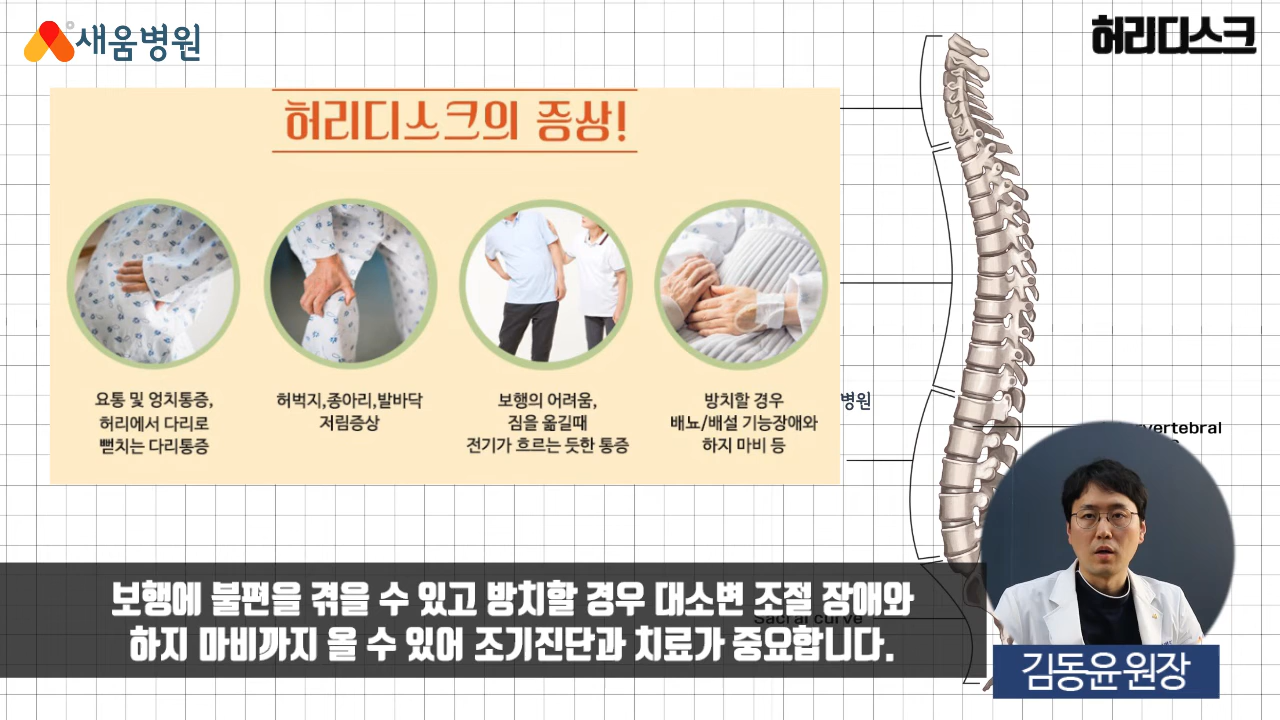 새움병원
허리디스크
허리디스크의 증상!
요통 및 엉치통증,
허리에서 다리로
뻗치는 다리통증
허벅지,종아리,발바닥
저림증상
보행의 어려움,
짐을 옮길때
전기가 흐르는 듯한 통증
방치할 경우
배뇨/배설 기능장애와
하지 마비 등
병원
vertebral
Sacral curve
보행에 불편을 겪을 수 있고 방치할 경우 대소변 조절 장애와
하지 마비까지 올 수 있어 조기진단과 치료가 중요합니다.
김동윤 원장